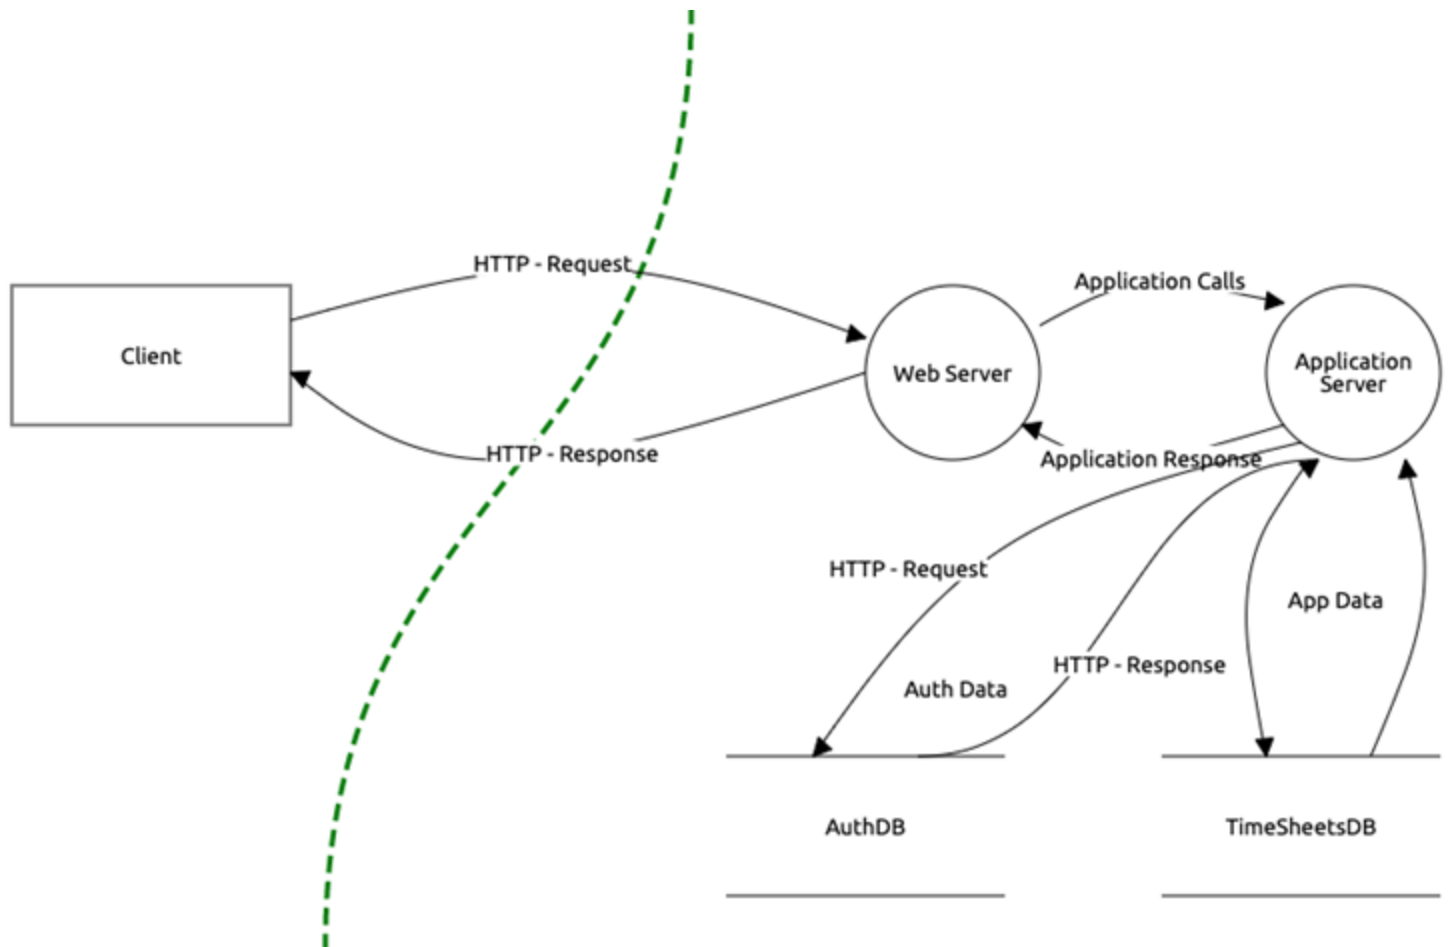 HTTP - Request
Application Calls
Client
Web Server
Application
Server
HTTP - Response
Application Response
HTTP - Request
App Data
HTTP - Response
Auth Data
AuthDB
TimeSheetsDB